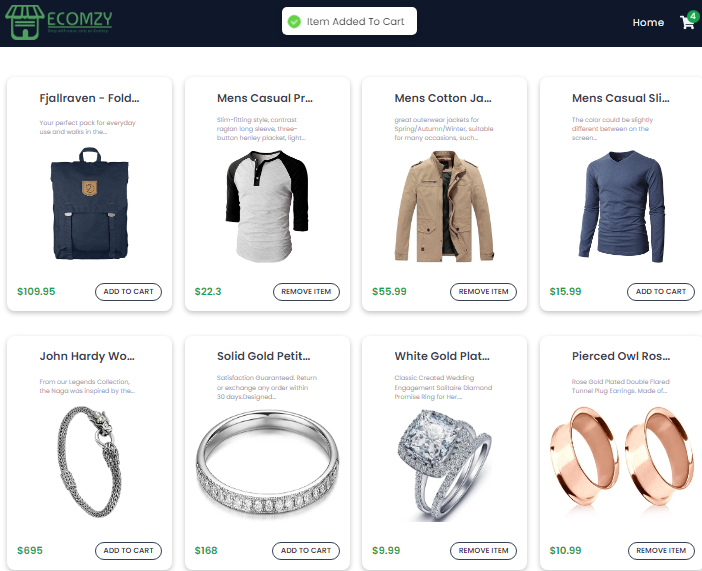 ECOMZY
Item Added To Cart
Home
4
Fjallraven - Fold...
Your perfect pack for everyday
use and walks in the...
$109.95
ADD TO CART
Mens Casual Pr...
Slim-fitting style, contrast
raglan long sleeve, three-
button henley placket, light...
$22.3
REMOVE ITEM
Mens Cotton Ja...
great outerwear jackets for
Spring/Autumn/Winter, suitable
for many occasions, such...
$55.99
REMOVE ITEM
Mens Casual Sli...
The color could be slightly
different between on the
screen...
$15.99
ADD TO CART
John Hardy Wo...
From our Legends Collection,
the Naga was inspired by the...
$695
ADD TO CART
Solid Gold Petit...
Satisfaction Guaranteed. Return
or exchange any order within
30 days.Designed...
$168
ADD TO CART
White Gold Plat...
Classic Created Wedding
Engagement Solitaire Diamond
Promise Ring for Her....
$9.99
REMOVE ITEM
Pierced Owl Ros...
Rose Gold Plated Double Flared
Tunnel Plug Earrings. Made of...
$10.99
REMOVE ITEM